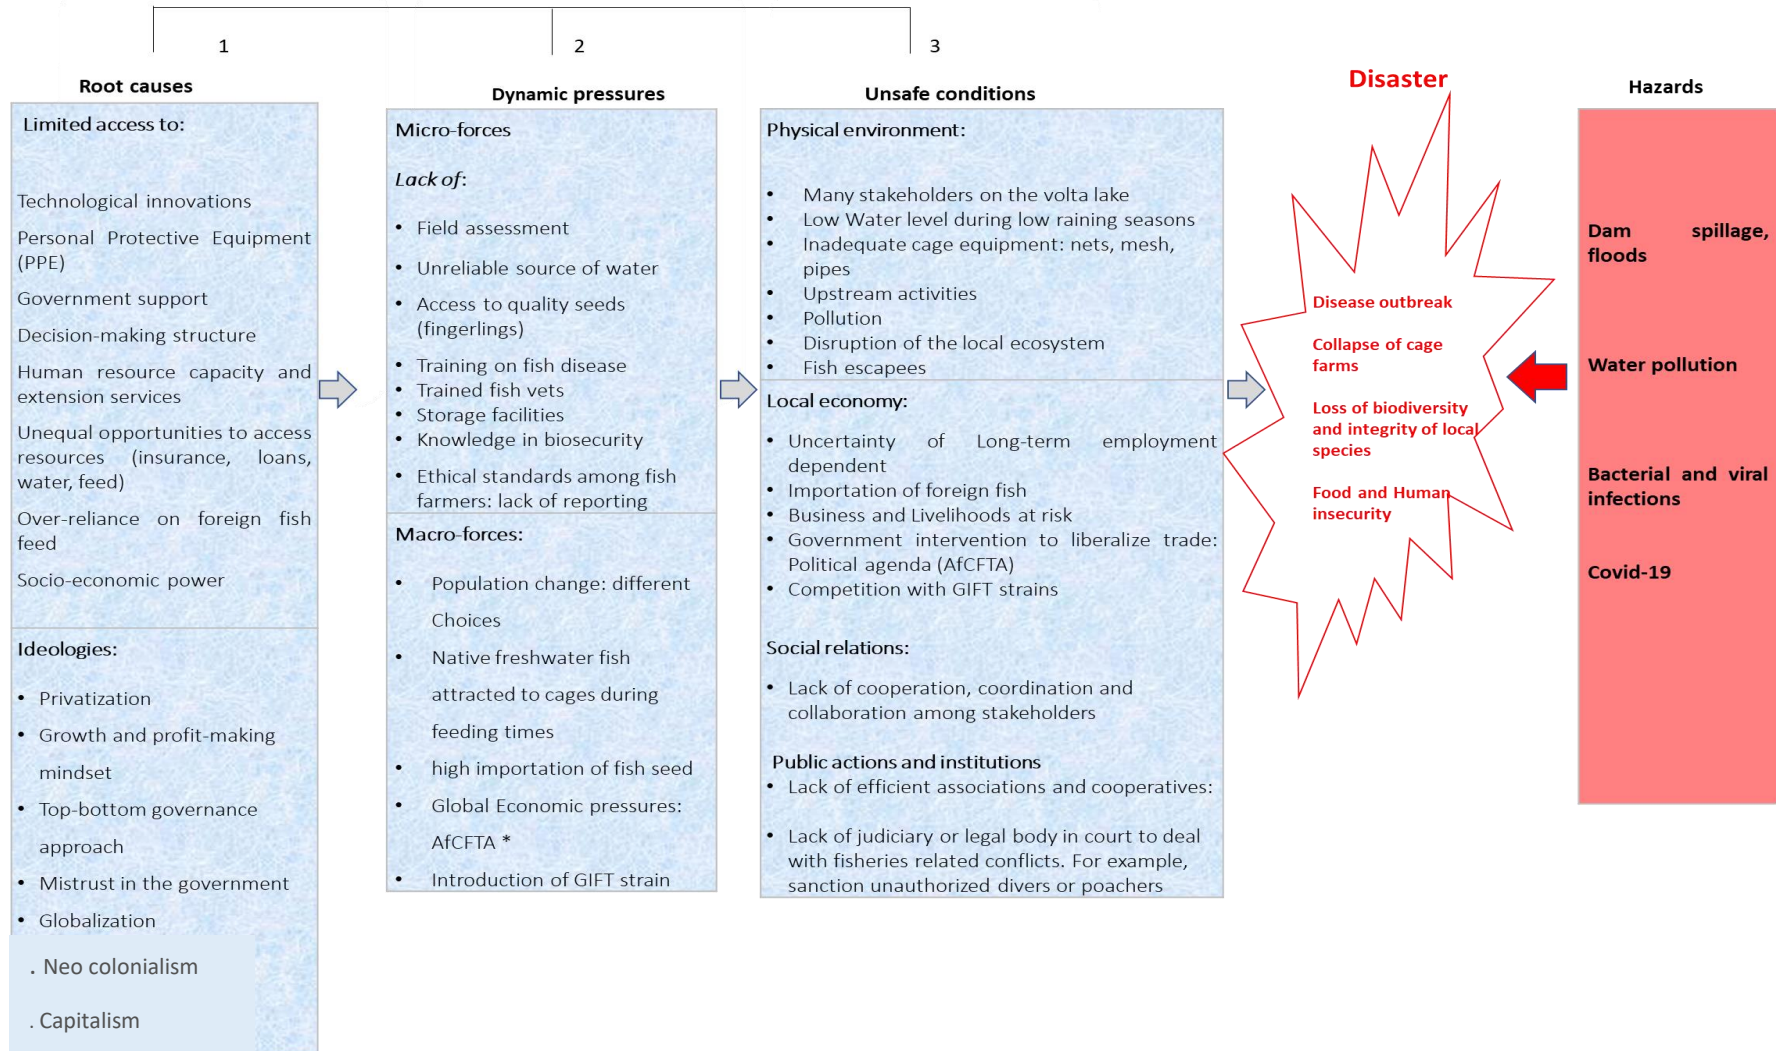 1
2
3
Root causes
Limited access to:
Technological innovations
Personal Protective Equipment
(PPE)
Government support
Decision-making structure
Human resource capacity and
extension services
Unequal opportunities to access
resources (insurance, loans,
water, feed)
Over-reliance on foreign fish
feed
Socio-economic power
Ideologies:
• Privatization
• Growth and profit-making
mindset
• Top-bottom governance
approach
• Mistrust in the government
• Globalization
. Neo colonialism
. Capitalism
Dynamic pressures
Micro-forces
Lack of:
• Field assessment
• Unreliable source of water
• Access to quality seeds
(fingerlings)
• Training on fish disease
• Trained fish vets
• Storage facilities
• Knowledge in biosecurity
• Ethical standards among fish
farmers: lack of reporting
Macro-forces:
• Population change: different
Choices
• Native freshwater fish
attracted to cages during
feeding times
• high importation of fish seed
• Global Economic pressures:
AfCFTA *
• Introduction of GIFT strain
Unsafe conditions
Physical environment:
• Many stakeholders on the volta lake
• Low Water level during low raining seasons
• Inadequate cage equipment: nets, mesh,
pipes
• Upstream activities
• Pollution
• Disruption of the local ecosystem
• Fish escapees
Local economy:
• Uncertainty of Long-term employment
dependent
• Importation of foreign fish
• Business and Livelihoods at risk
• Government intervention to liberalize trade:
Political agenda (AfCFTA)
• Competition with GIFT strains
Social relations:
• Lack of cooperation, coordination and
collaboration among stakeholders
Public actions and institutions
• Lack of efficient associations and cooperatives:
• Lack of judiciary or legal body in court to deal
with fisheries related conflicts. For example,
sanction unauthorized divers or poachers
Disaster
Disease outbreak
Collapse of cage
farms
Loss of biodiversity
and integrity of local
species
Food and Human
insecurity
Hazards
Dam spillage,
floods
Water pollution
Bacterial and viral
infections
Covid-19